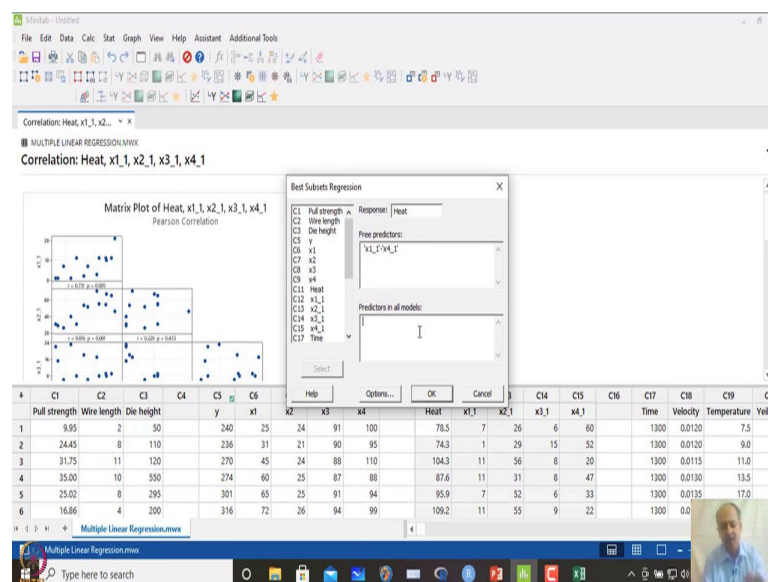 Minitab - Untitled
File Edit Data Calc Stat Graph View Help Assistant Additional Tools
Correlation: Heat, x1_1, x2...
MULTIPLE LINEAR REGRESSION.MWX
Correlation: Heat, x1_1, x2_1, x3_1, x4_1
Matrix Plot of Heat, x1_1, x2_1, x3_1, x4_1
Pearson Correlation
Best Subsets Regression
C1 Pull strength
C2 Wire length
C3 Die height
C5 y
C6 x1
C7 x2
C8 x3
C9 x4
C11 Heat
C12 x1_1
C13 x2_1
C14 x3_1
C15 x4_1
C17 Time
Response: Heat
Free predictors:
'x1_1'-'x4_1'
Predictors in all models:
Select
Help Options... OK Cancel
C1 C2 C3 C4 C5 C6 C14 C15 C16 C17 C18 C19
Pull strength Wire length Die height y x1 x2 x3 x4 Heat x1_1 x2_1 x3_1 x4_1 Time Velocity Temperature
1 9.95 2 50 240 25 24 91 100 78.5 7 26 6 60 1300 0.0120 7.5
2 24.45 8 110 236 31 21 90 95 74.3 1 29 15 52 1300 0.0120 9.0
3 31.75 11 120 270 45 24 88 110 104.3 11 56 8 20 1300 0.0115 11.0
4 35.00 10 550 274 60 25 87 88 87.6 11 31 8 47 1300 0.0130 13.5
5 25.02 8 295 301 65 25 91 94 95.9 7 52 6 33 1300 0.0135 17.0
6 16.86 4 200 316 72 26 94 99 109.2 11 55 9 22 1300
Multiple Linear Regression.mwx
Multiple Linear Regression.mwx
Type here to search